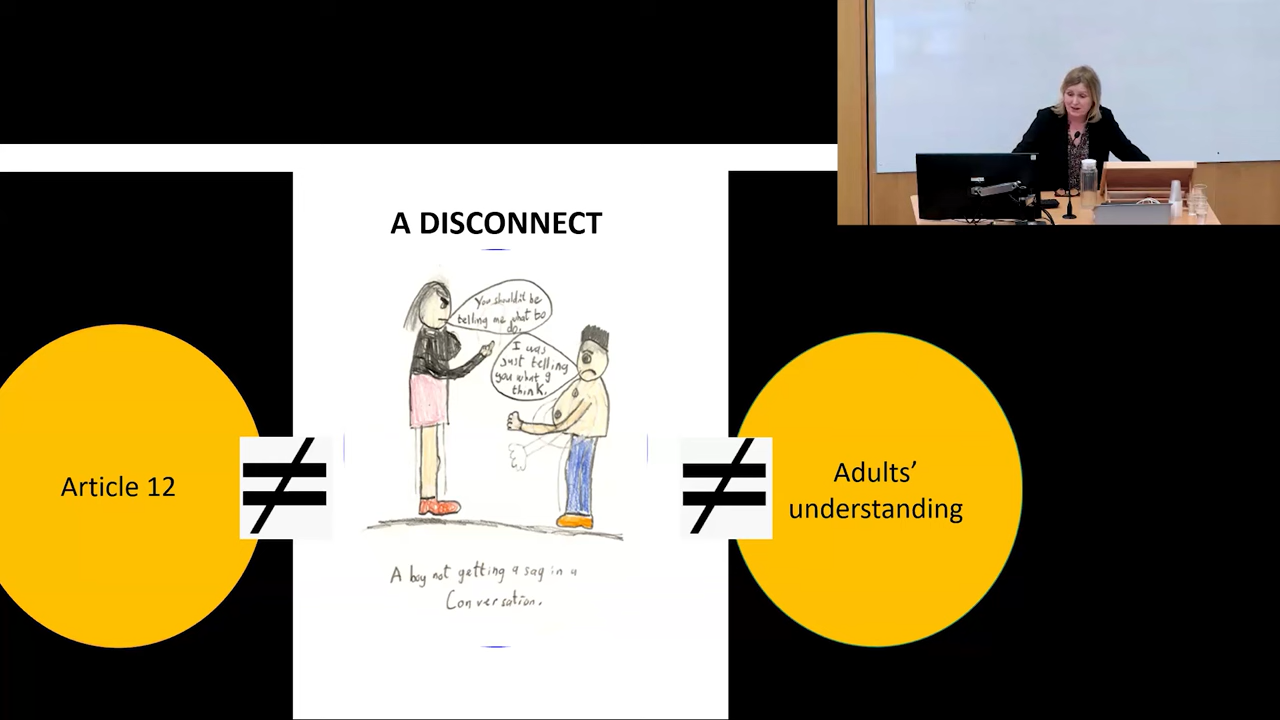 A DISCONNECT
You shouldn't be
telling me what to
do.
I was
just telling
you what I
think.
Article 12
≠
≠
Adults’
understanding
A boy not getting a say in a
Conversation.